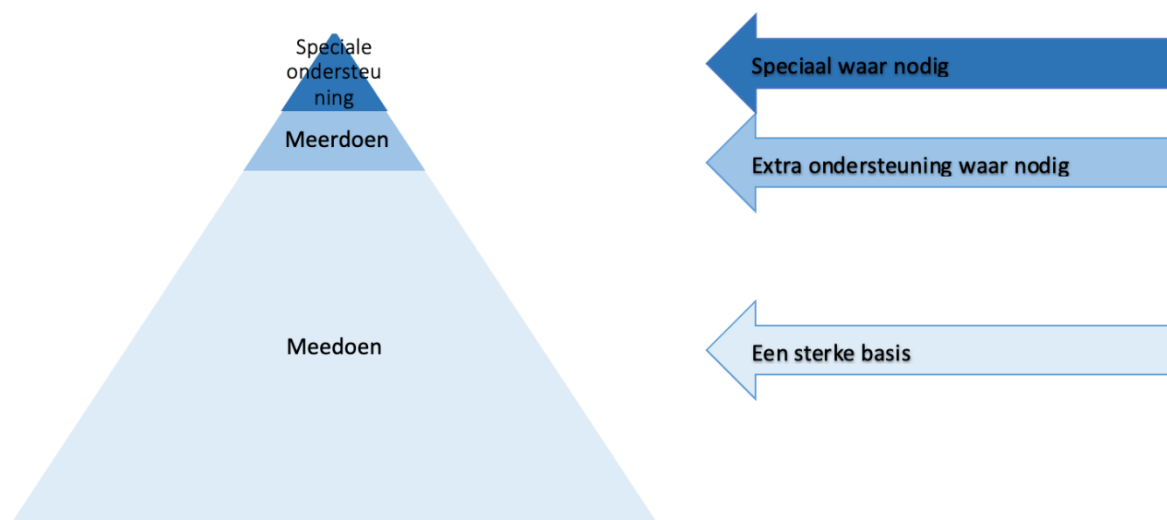 Speciale
ondersteu
ning
Speciaal waar nodig
Meerdoen
Extra ondersteuning waar nodig
Meedoen
Een sterke basis